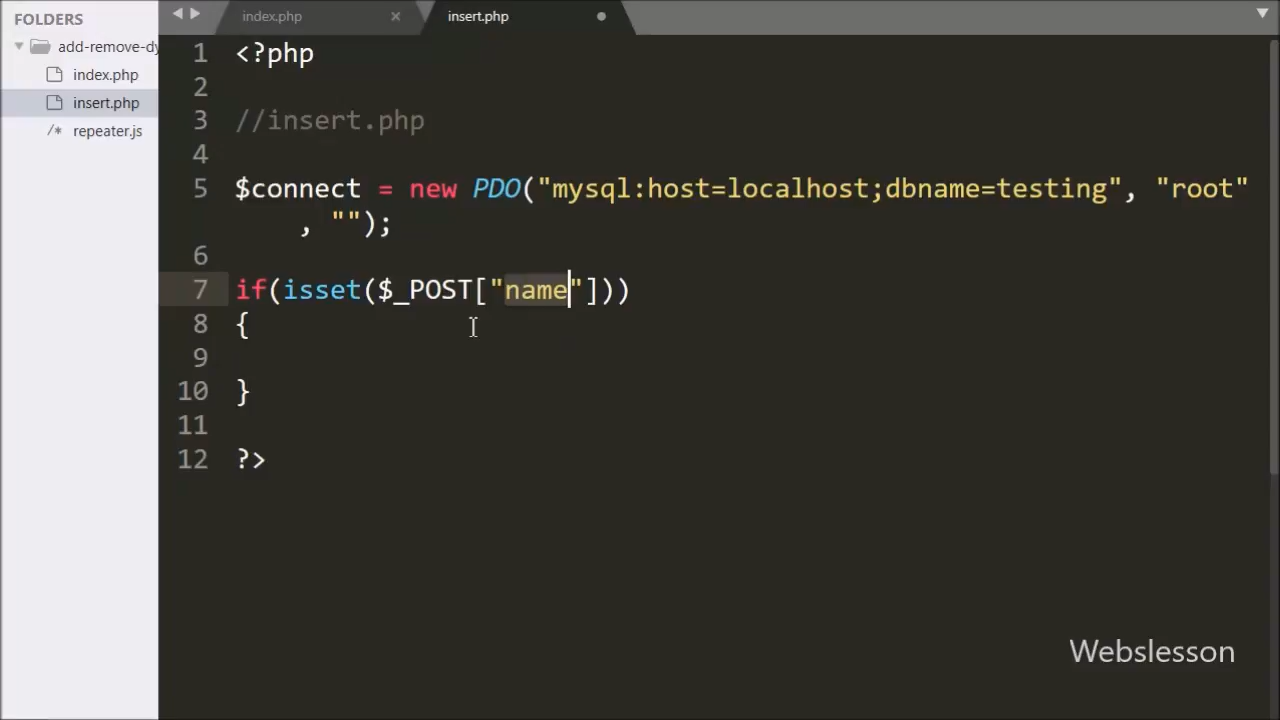 FOLDERS
add-remove-dy
index.php
insert.php
/* repeater.js
index.php ×
insert.php
1 <?php
2
3 //insert.php
4
5 $connect = new PDO("mysql:host=localhost;dbname=testing", "root"
, "");
6
7 if(isset($_POST["name"]))
8 {
9
10 }
11
12 ?>
Webslesson